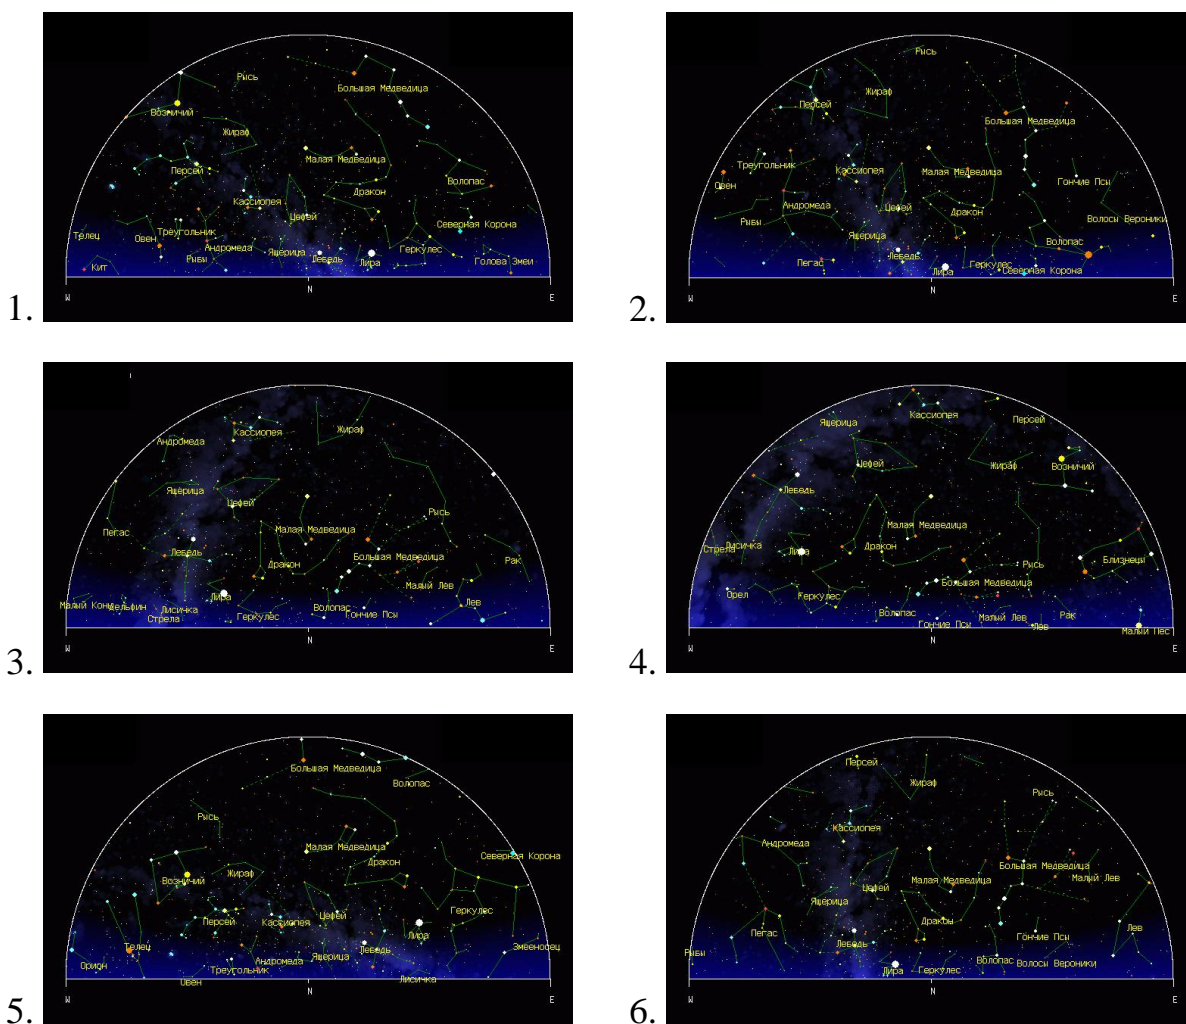 Рысь
Большая Медведица
Возничий
Жираф
Малая Медведица
Персей
Волопас
Дракон
Кассиопея
Цефей
Северная Корона
Телец
Треугольник
Овен
Андромеда
Геркулес
Ящерица
Рыбы
Лебедь
Лира
Голова Змеи
Кит
W
N
E
1.
Рысь
Жираф
Персей
Большая Медведица
Треугольник
Кассиопея
Малая Медведица
Овен
Гончие Псы
Андромеда
Цефей
Дракон
Рыбы
Волосы Вероники
Ящерица
Волопас
Пегас
Лебедь
Лира
Геркулес
Северная Корона
W
N
E
2.
Кассиопея
Жираф
Андромеда
Ящерица
Цефей
Рысь
Пегас
Малая Медведица
Лебедь
Большая Медведица
Рак
Дракон
Малый Лев
Лира
Малый Конь
Дельфин
Лисичка
Волопас
Лев
Стрела
Геркулес
Гончие Псы
W
N
E
3.
Кассиопея
Персей
Ящерица
Цефей
Жираф
Возничий
Лебедь
Малая Медведица
Стрела
Лисичка
Лира
Дракон
Близнецы
Рысь
Большая Медведица
Орел
Геркулес
Волопас
Гончие Псы
Малый Лев
Рак
Лев
Малый Пес
W
N
E
4.
Большая Медведица
Волопас
Рысь
Малая Медведица
Северная Корона
Дракон
Возничий
Жираф
Геркулес
Персей
Кассиопея
Цефей
Лира
Телец
Лебедь
Змееносец
Орион
Андромеда
Ящерица
Треугольник
Овен
Лисичка
W
N
E
5.
Персей
Жираф
Рысь
Кассиопея
Андромеда
Большая Медведица
Малая Медведица
Малый Лев
Цефей
Ящерица
Дракон
Пегас
Лев
Лебедь
Гончие Псы
Рыбы
Лира
Геркулес
Волопас
Волосы Вероники
W
N
E
6.